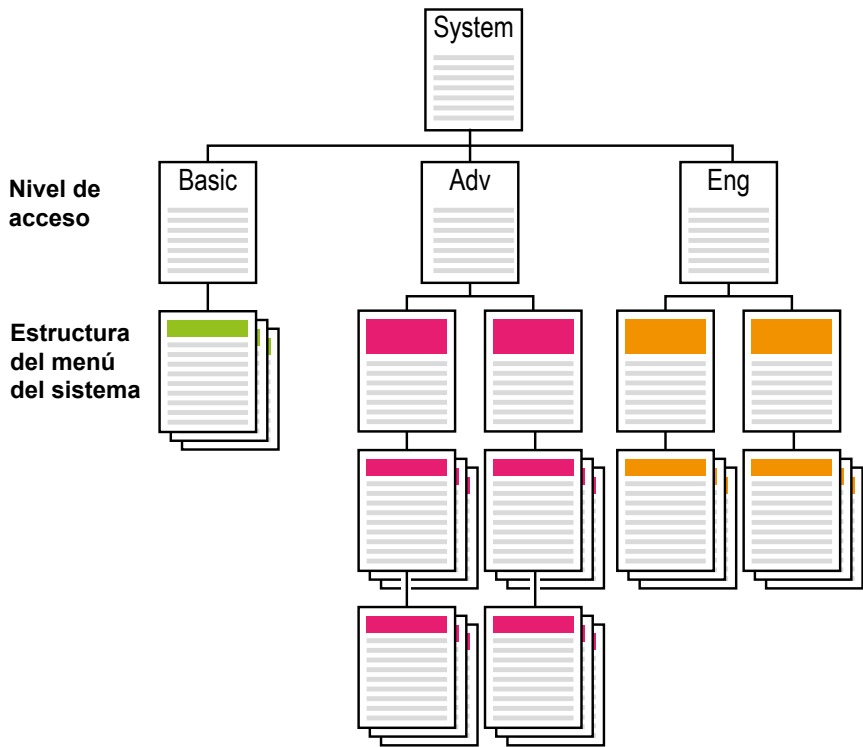 System
Nivel de
acceso
Basic
Adv
Eng
Estructura
del menú
del sistema